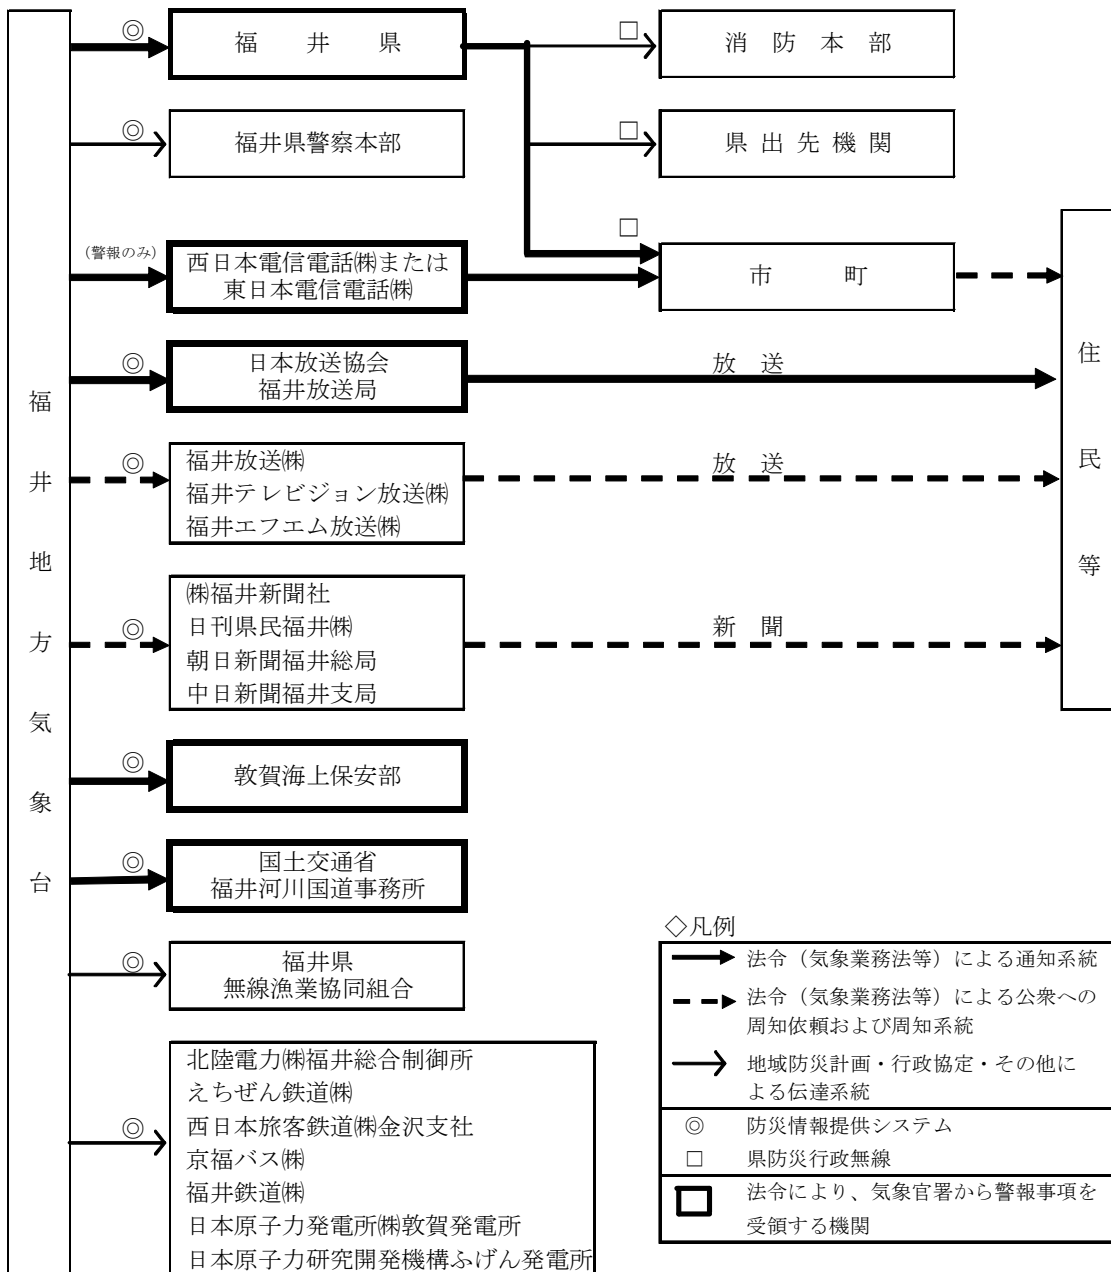 福井地方気象台
◎
福井県
□
消防本部
◎
福井県警察本部
□
県出先機関
(警報のみ)
西日本電信電話㈱または
東日本電信電話㈱
□
市町
◎
日本放送協会
福井放送局
放送
◎
福井放送㈱
福井テレビジョン放送㈱
福井エフエム放送㈱
放送
◎
㈱福井新聞社
日刊県民福井㈱
朝日新聞福井総局
中日新聞福井支局
新聞
住民等
◎
敦賀海上保安部
◎
国土交通省
福井河川国道事務所
◎
福井県
無線漁業協同組合
◎
北陸電力㈱福井総合制御所
えちぜん鉄道㈱
西日本旅客鉄道㈱金沢支社
京福バス㈱
福井鉄道㈱
日本原子力発電所㈱敦賀発電所
日本原子力研究開発機構ふげん発電所
◇凡例
法令（気象業務法等）による通知系統
法令（気象業務法等）による公衆への
周知依頼および周知系統
地域防災計画・行政協定・その他に
よる伝達系統
◎ 防災情報提供システム
□ 県防災行政無線
法令により、気象官署から警報事項を
受領する機関